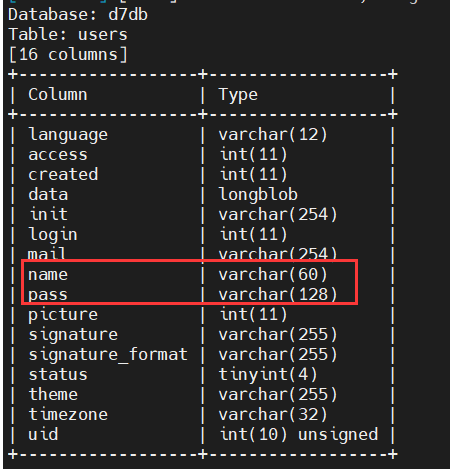 Database: d7db
Table: users
[16 columns]
+------------------+------------------+
| Column           | Type             |
+------------------+------------------+
| language         | varchar(12)      |
| access           | int(11)          |
| created          | int(11)          |
| data             | longblob         |
| init             | varchar(254)     |
| login            | int(11)          |
| mail             | varchar(254)     |
| name             | varchar(60)      |
| pass             | varchar(128)     |
| picture          | int(11)          |
| signature        | varchar(255)     |
| signature_format | varchar(255)     |
| status           | tinyint(4)       |
| theme            | varchar(255)     |
| timezone         | varchar(32)      |
| uid              | int(10) unsigned |
+------------------+------------------+